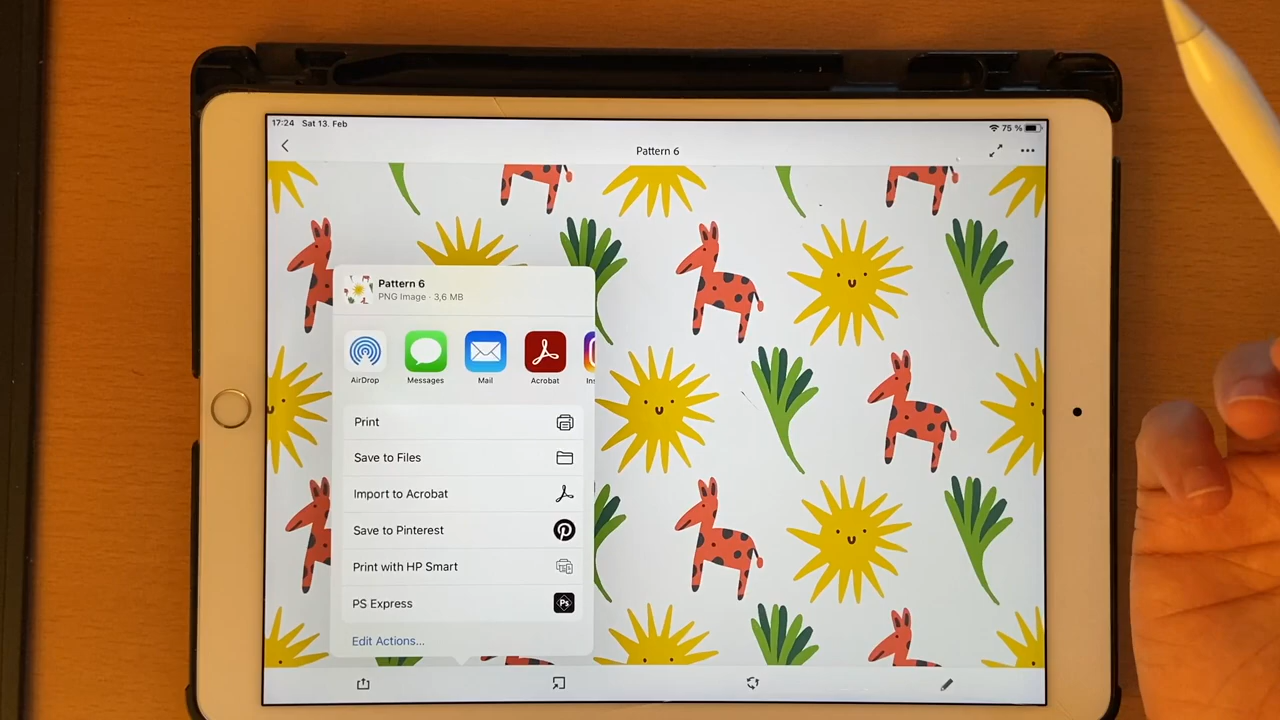 17:24 Sat 13. Feb
75 %
Pattern 6
Pattern 6
PNG Image · 3,6 MB
AirDrop
Messages
Mail
Acrobat
Print
Save to Files
Import to Acrobat
Save to Pinterest
Print with HP Smart
PS Express
Ps
Edit Actions...